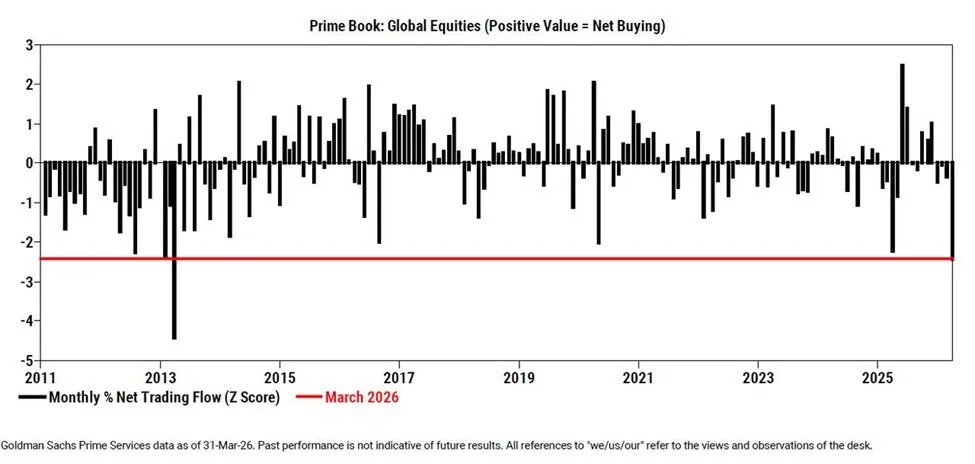 Prime Book: Global Equities (Positive Value = Net Buying)
3
2
1
0
-1
-2
-3
-4
-5
2011 2013 2015 2017 2019 2021 2023 2025
Monthly % Net Trading Flow (Z Score) March 2026
Goldman Sachs Prime Services data as of 31-Mar-26. Past performance is not indicative of future results. All references to "we/us/our" refer to the views and observations of the desk.